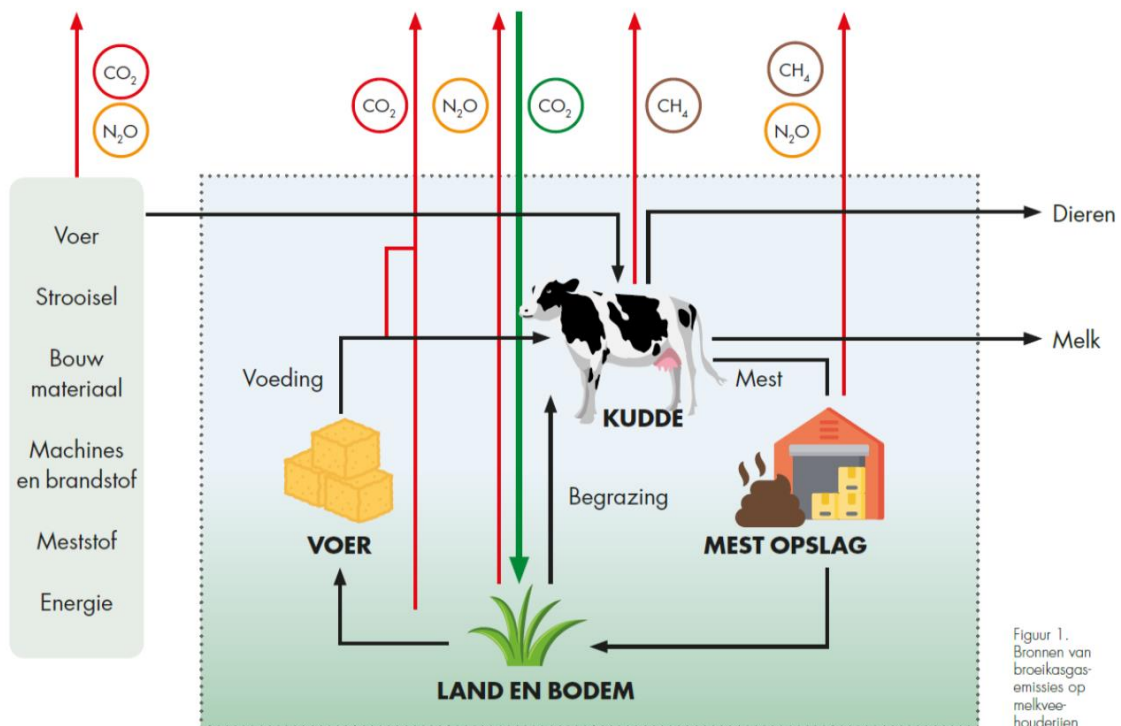 CO₂
N₂O
CO₂
N₂O
CO₂
CH₄
CH₄
N₂O
Voer
Strooisel
Bouw
materiaal
Machines
en brandstof
Meststof
Energie
Dieren
Melk
Voeding
Mest
KUDDE
Begrazing
VOER
MEST OPSLAG
LAND EN BODEM
Figuur 1.
Bronnen van
broeikasgas-
emissies op
melkvee-
houderijen